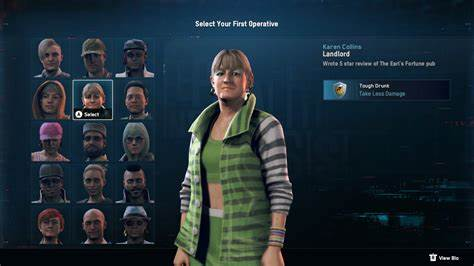 Select Your First Operative
Karen Collins
Landlord
Wrote 5 star review of The Earl's Fortune pub
Tough Drunk
Take Less Damage
A Select
View Bio